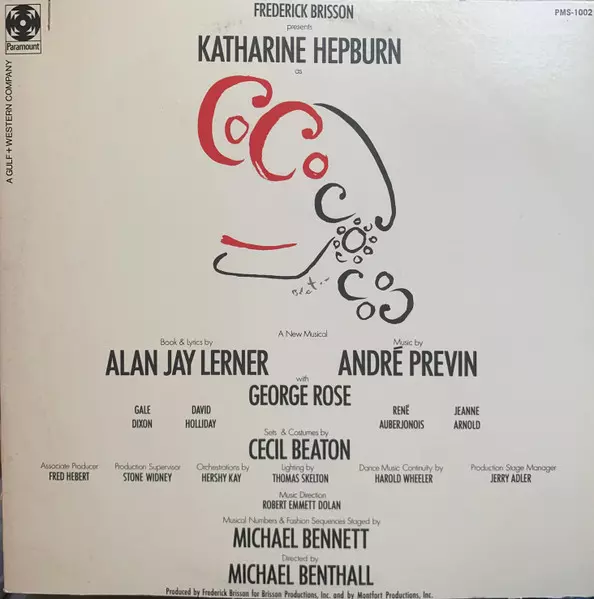 FREDERICK BRISSON
presents
PMS-1002
KATHARINE HEPBURN
as
Paramount
A GULF+WESTERN COMPANY
COCO
A New Musical
Book & Lyrics by
ALAN JAY LERNER
Music by
ANDRÉ PREVIN
with
GEORGE ROSE
GALE
DIXON
DAVID
HOLLIDAY
RENÉ
AUBERJONOIS
JEANNE
ARNOLD
Sets & Costumes by
CECIL BEATON
Associate Producer
FRED HEBERT
Production Supervisor
STONE WIDNEY
Orchestrations by
HERSHY KAY
Lighting by
THOMAS SKELTON
Dance Music Continuity by
HAROLD WHEELER
Production Stage Manager
JERRY ADLER
Music Direction
ROBERT EMMETT DOLAN
Musical Numbers & Fashion Sequencies Staged by
MICHAEL BENNETT
Directed by
MICHAEL BENTHALL
Produced by Frederick Brisson for Brisson Productions, Inc. and by Montfort Productions, Inc.